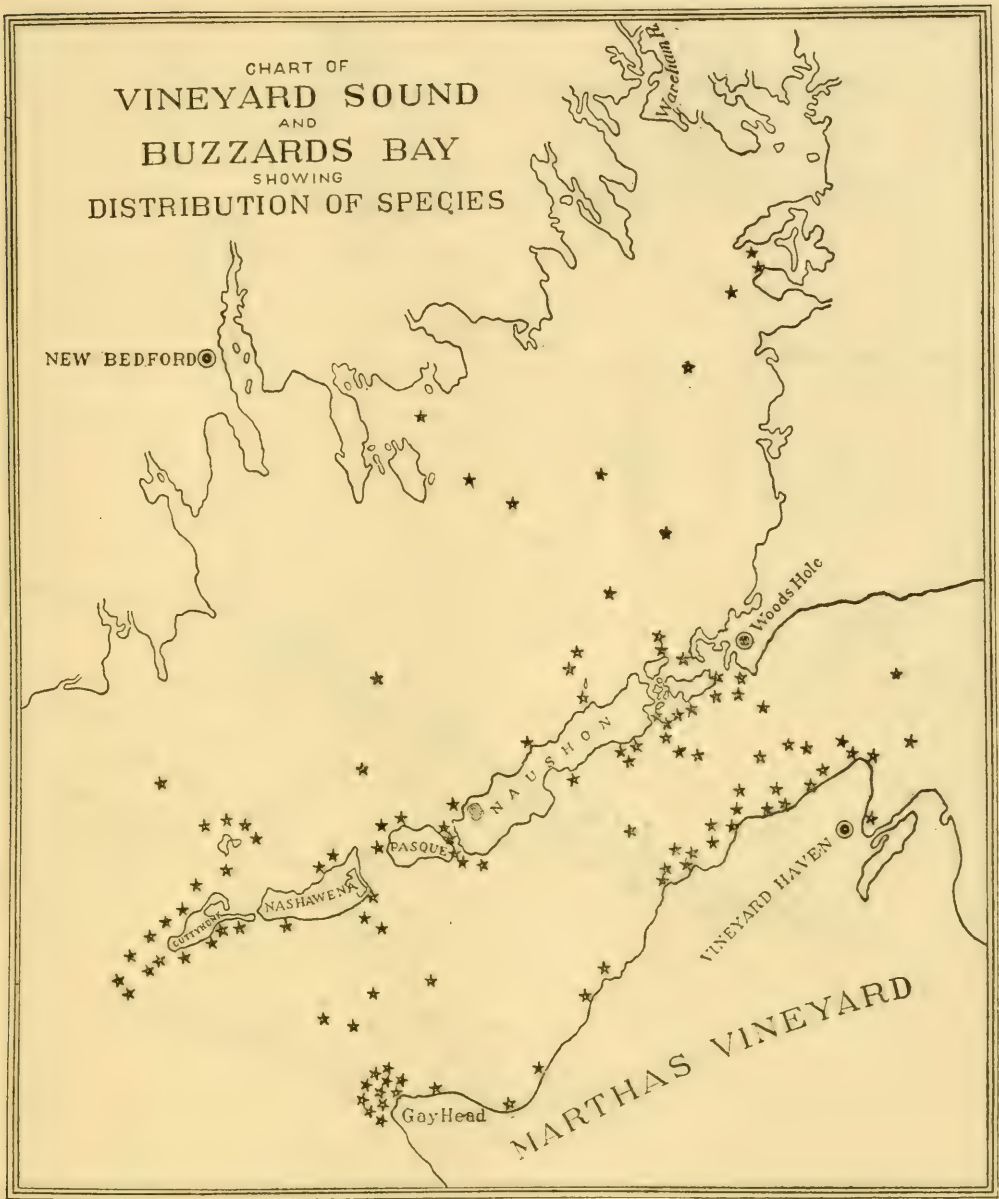 CHART OF
VINEYARD SOUND
AND
BUZZARDS BAY
SHOWING
DISTRIBUTION OF SPECIES
Wareham R.
NEW BEDFORD
Woods Hole
NAUSHON
PASQUE
NASHAWENA
CUTTYHUNK
VINEYARD HAVEN
MARTHAS VINEYARD
Gay Head